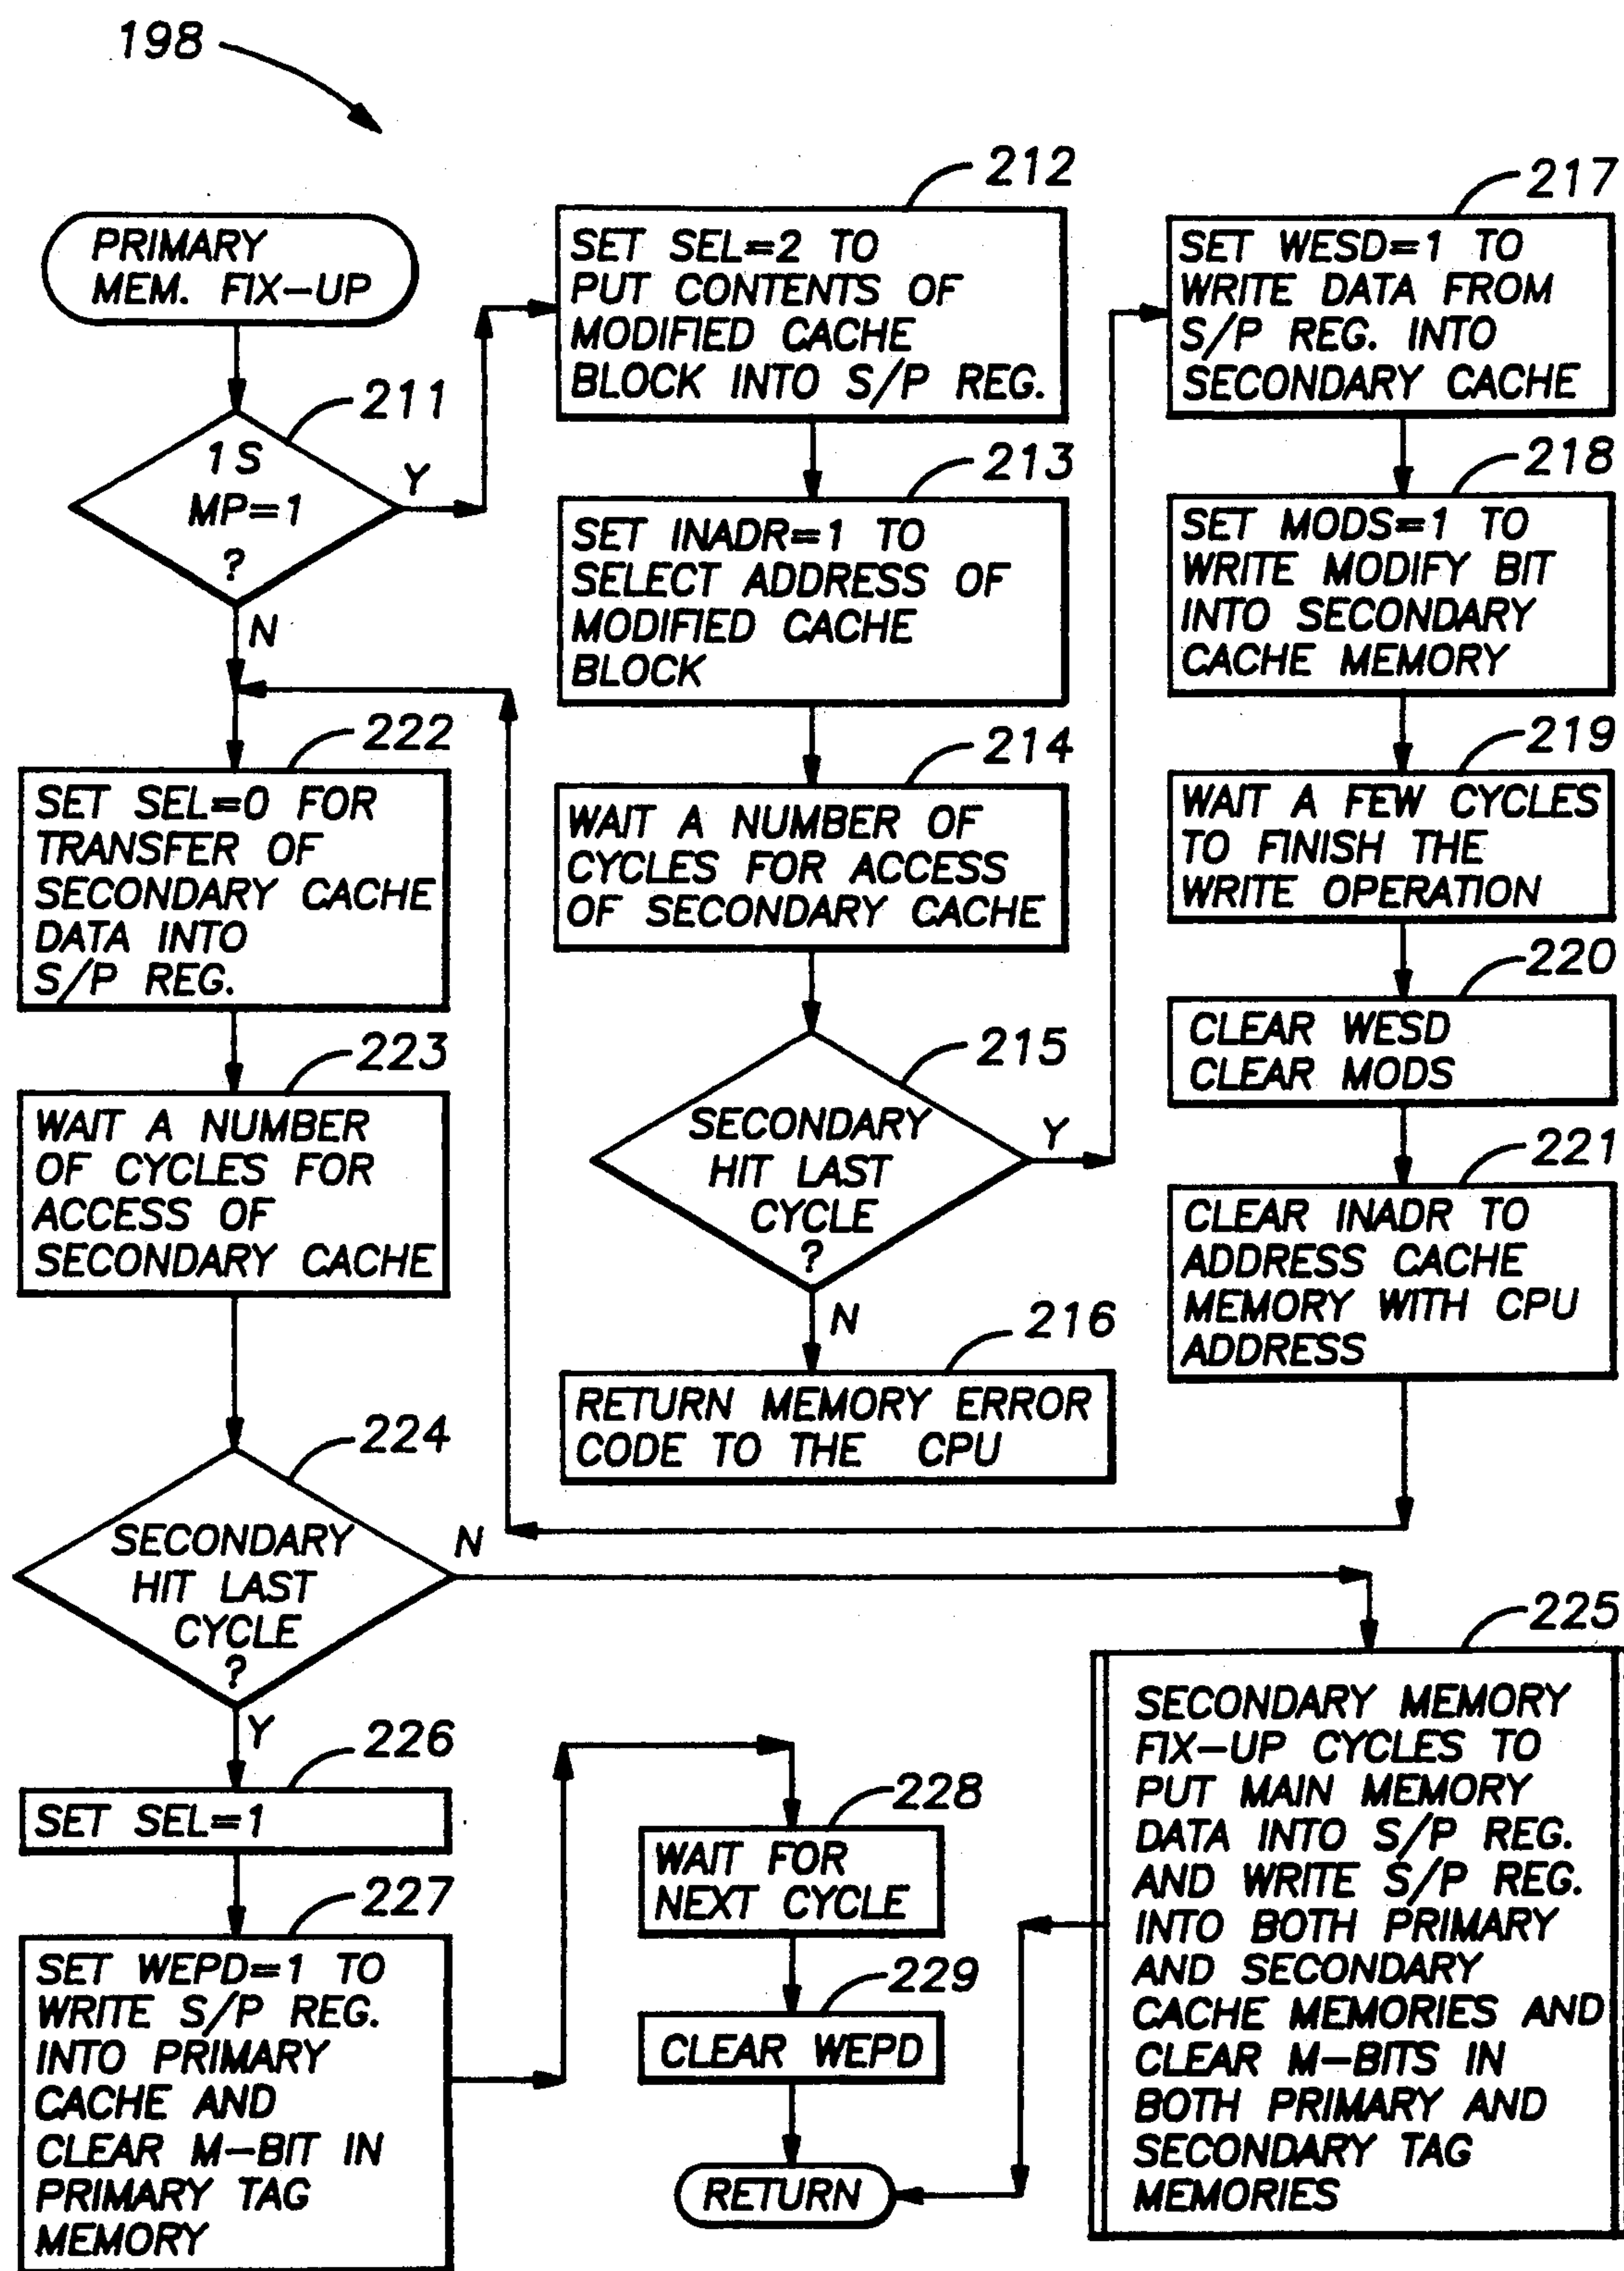 198
PRIMARY
MEM. FIX-UP
211
1S
MP=1
?
Y
N
212
SET SEL=2 TO
PUT CONTENTS OF
MODIFIED CACHE
BLOCK INTO S/P REG.
213
SET INADR=1 TO
SELECT ADDRESS OF
MODIFIED CACHE
BLOCK
214
WAIT A NUMBER OF
CYCLES FOR ACCESS
OF SECONDARY CACHE
215
SECONDARY
HIT LAST
CYCLE
?
Y
N
216
RETURN MEMORY ERROR
CODE TO THE CPU
217
SET WESD=1 TO
WRITE DATA FROM
S/P REG. INTO
SECONDARY CACHE
218
SET MODS=1 TO
WRITE MODIFY BIT
INTO SECONDARY
CACHE MEMORY
219
WAIT A FEW CYCLES
TO FINISH THE
WRITE OPERATION
220
CLEAR WESD
CLEAR MODS
221
CLEAR INADR TO
ADDRESS CACHE
MEMORY WITH CPU
ADDRESS
222
SET SEL=0 FOR
TRANSFER OF
SECONDARY CACHE
DATA INTO
S/P REG.
223
WAIT A NUMBER
OF CYCLES FOR
ACCESS OF
SECONDARY CACHE
224
SECONDARY
HIT LAST
CYCLE
?
N
Y
225
SECONDARY MEMORY
FIX-UP CYCLES TO
PUT MAIN MEMORY
DATA INTO S/P REG.
AND WRITE S/P REG.
INTO BOTH PRIMARY
AND SECONDARY
CACHE MEMORIES AND
CLEAR M-BITS IN
BOTH PRIMARY AND
SECONDARY TAG
MEMORIES.
226
SET SEL=1
227
SET WEPD=1 TO
WRITE S/P REG.
INTO PRIMARY
CACHE AND
CLEAR M-BIT IN
PRIMARY TAG
MEMORY
228
WAIT FOR
NEXT CYCLE
229
CLEAR WEPD
RETURN